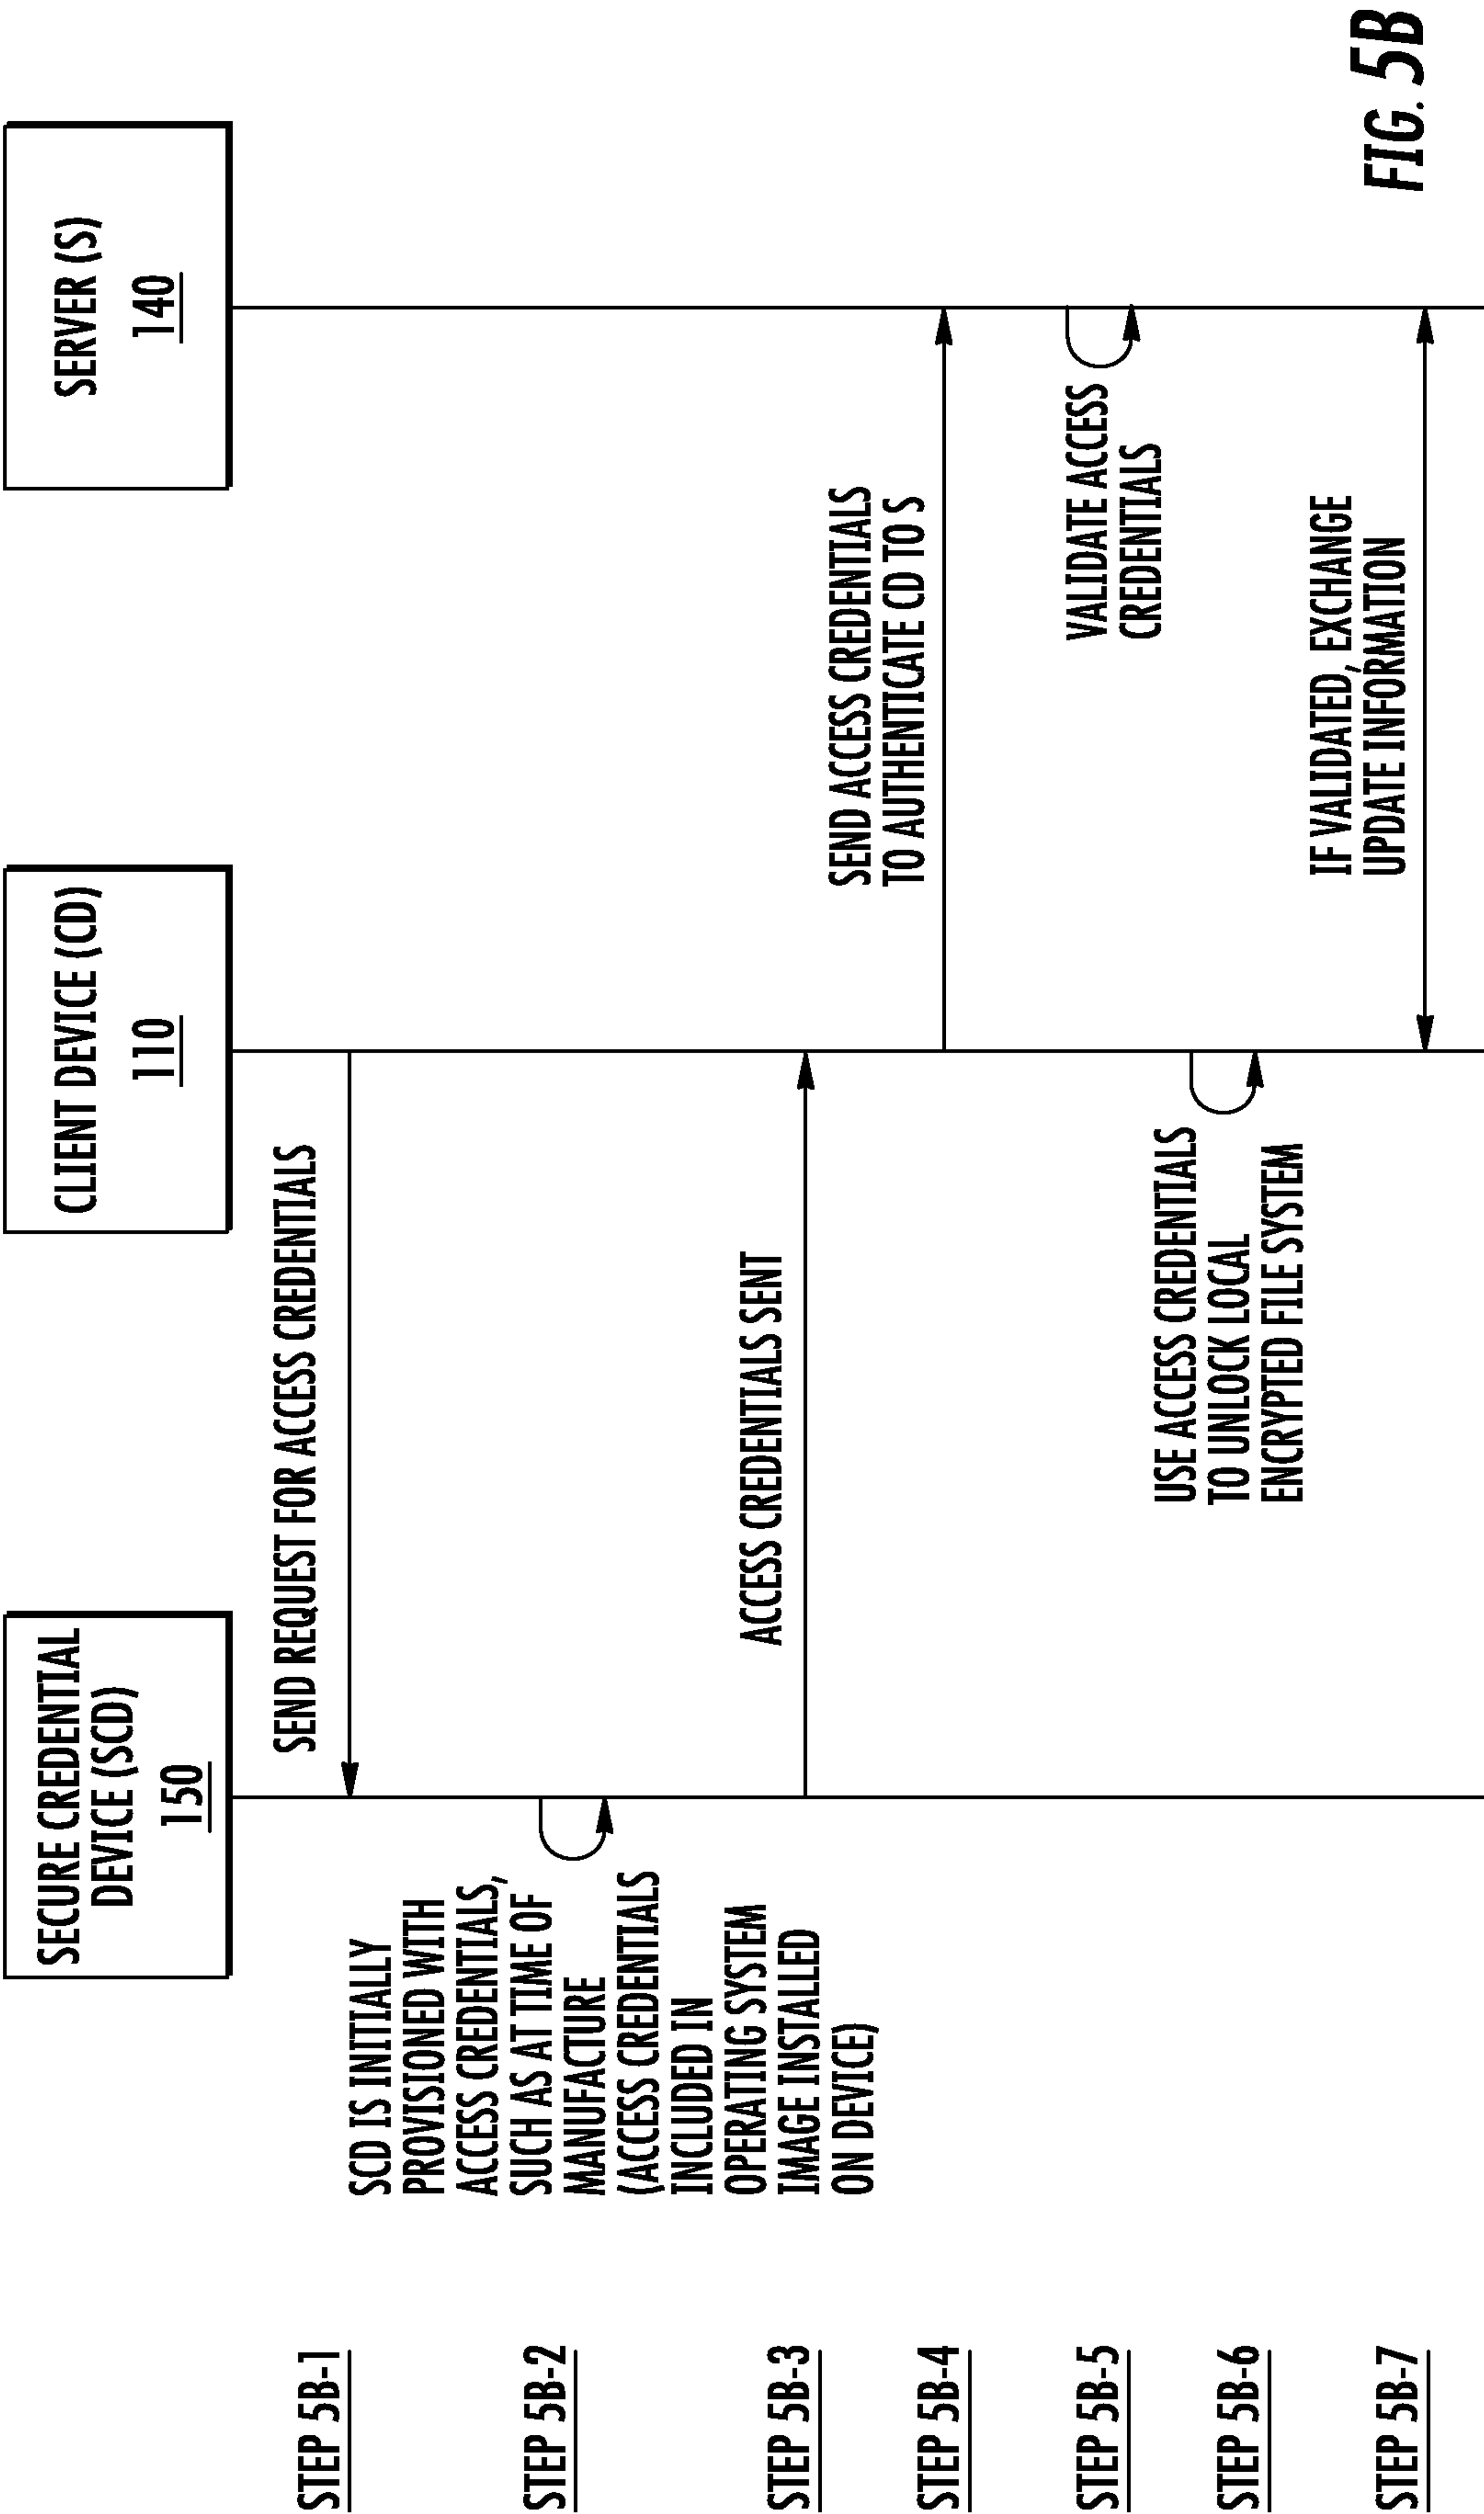 SECURE CREDENTIAL
DEVICE (SCD)
150
CLIENT DEVICE (CD)
110
SERVER (S)
140
STEP 5B-1
SEND REQUEST FOR ACCESS CREDENTIALS
STEP 5B-2
SCD IS INITIALLY
PROVISIONED WITH
ACCESS CREDENTIALS,
SUCH AS AT TIME OF
MANUFACTURE
(ACCESS CREDENTIALS
INCLUDED IN
OPERATING SYSTEM
IMAGE INSTALLED
ON DEVICE)
STEP 5B-3
ACCESS CREDENTIALS SENT
STEP 5B-4
SEND ACCESS CREDENTIALS
TO AUTHENTICATE CD TO S
STEP 5B-5
VALIDATE ACCESS
CREDENTIALS
STEP 5B-6
USE ACCESS CREDENTIALS
TO UNLOCK LOCAL
ENCRYPTED FILE SYSTEM
STEP 5B-7
IF VALIDATED, EXCHANGE
UPDATE INFORMATION
FIG. 5B